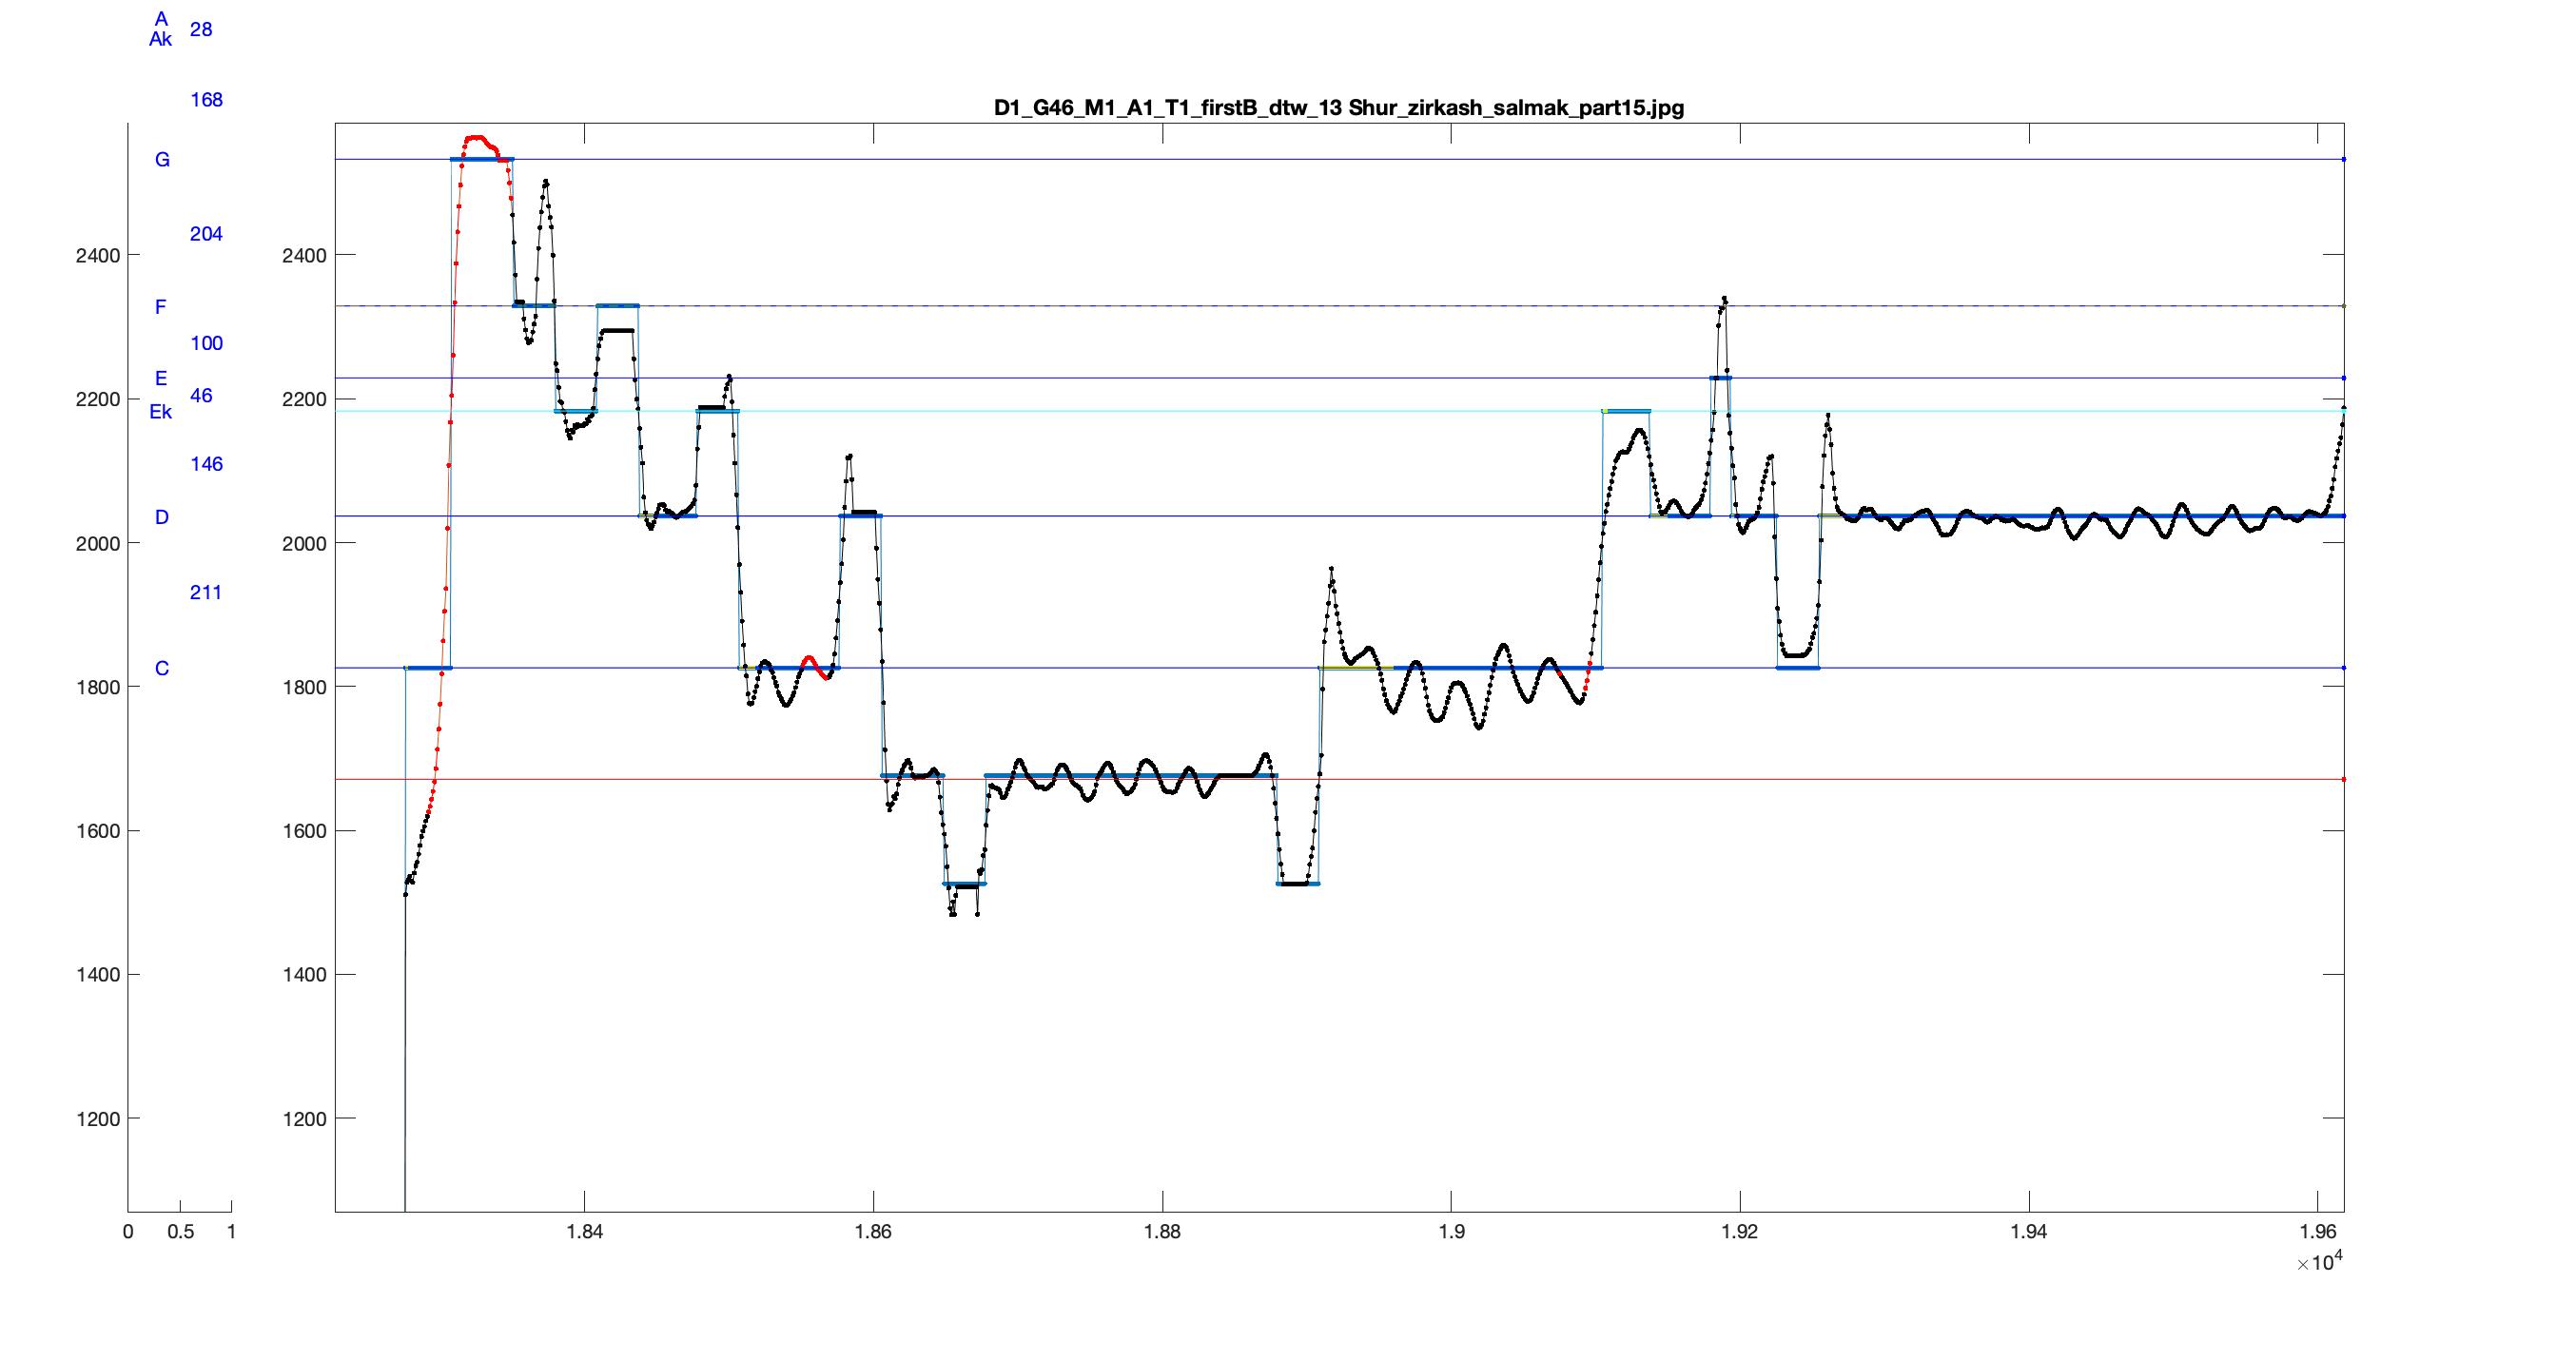 A
Ak
28
168
D1_G46_M1_A1_T1_firstB_dtw_13 Shur_zirkash_salmak_part15.jpg
G
204
2400
2400
F
100
E
46
2200
2200
Ek
146
D
2000
2000
211
C
1800
1800
1600
1600
1400
1400
1200
1200
0 0.5 1 1.84 1.86 1.88 1.9 1.92 1.94 1.96
×10^4